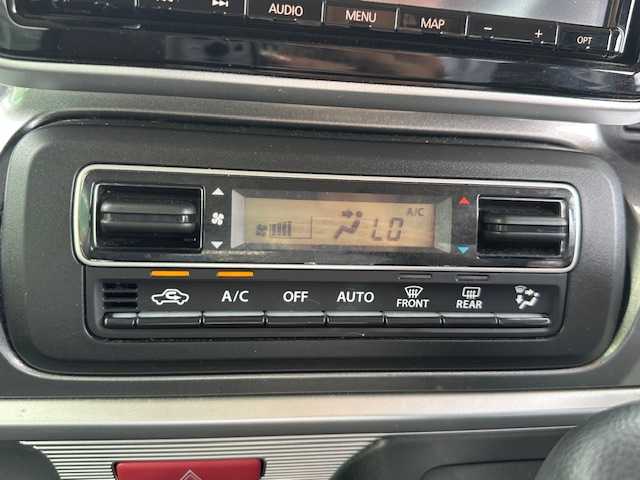 AUDIO MENU MAP − + OPT
A/C
LO
A/C OFF AUTO FRONT REAR